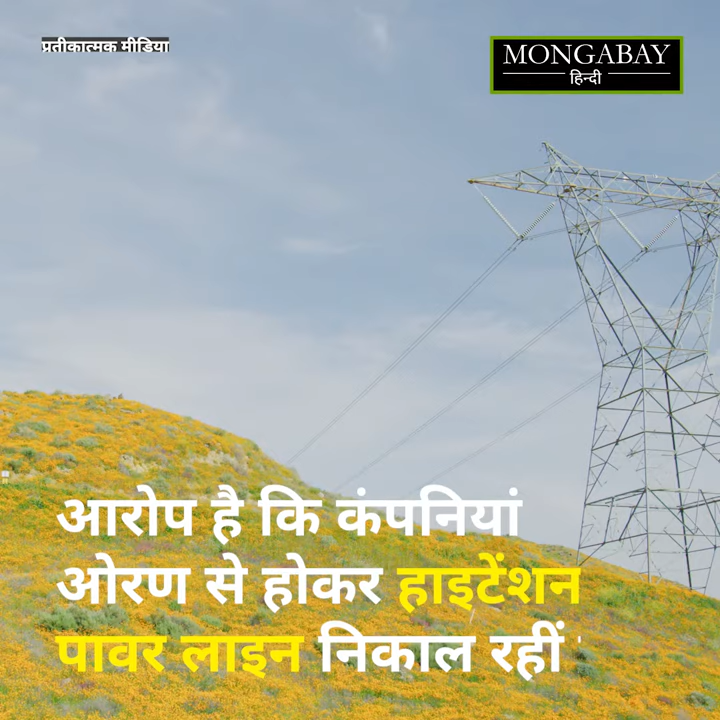 प्रतीकात्मक मीडिया
MONGABAY
हिन्दी
आरोप है कि कंपनियां
ओरण से होकर हाइटेंशन
पावर लाइन निकाल रहीं